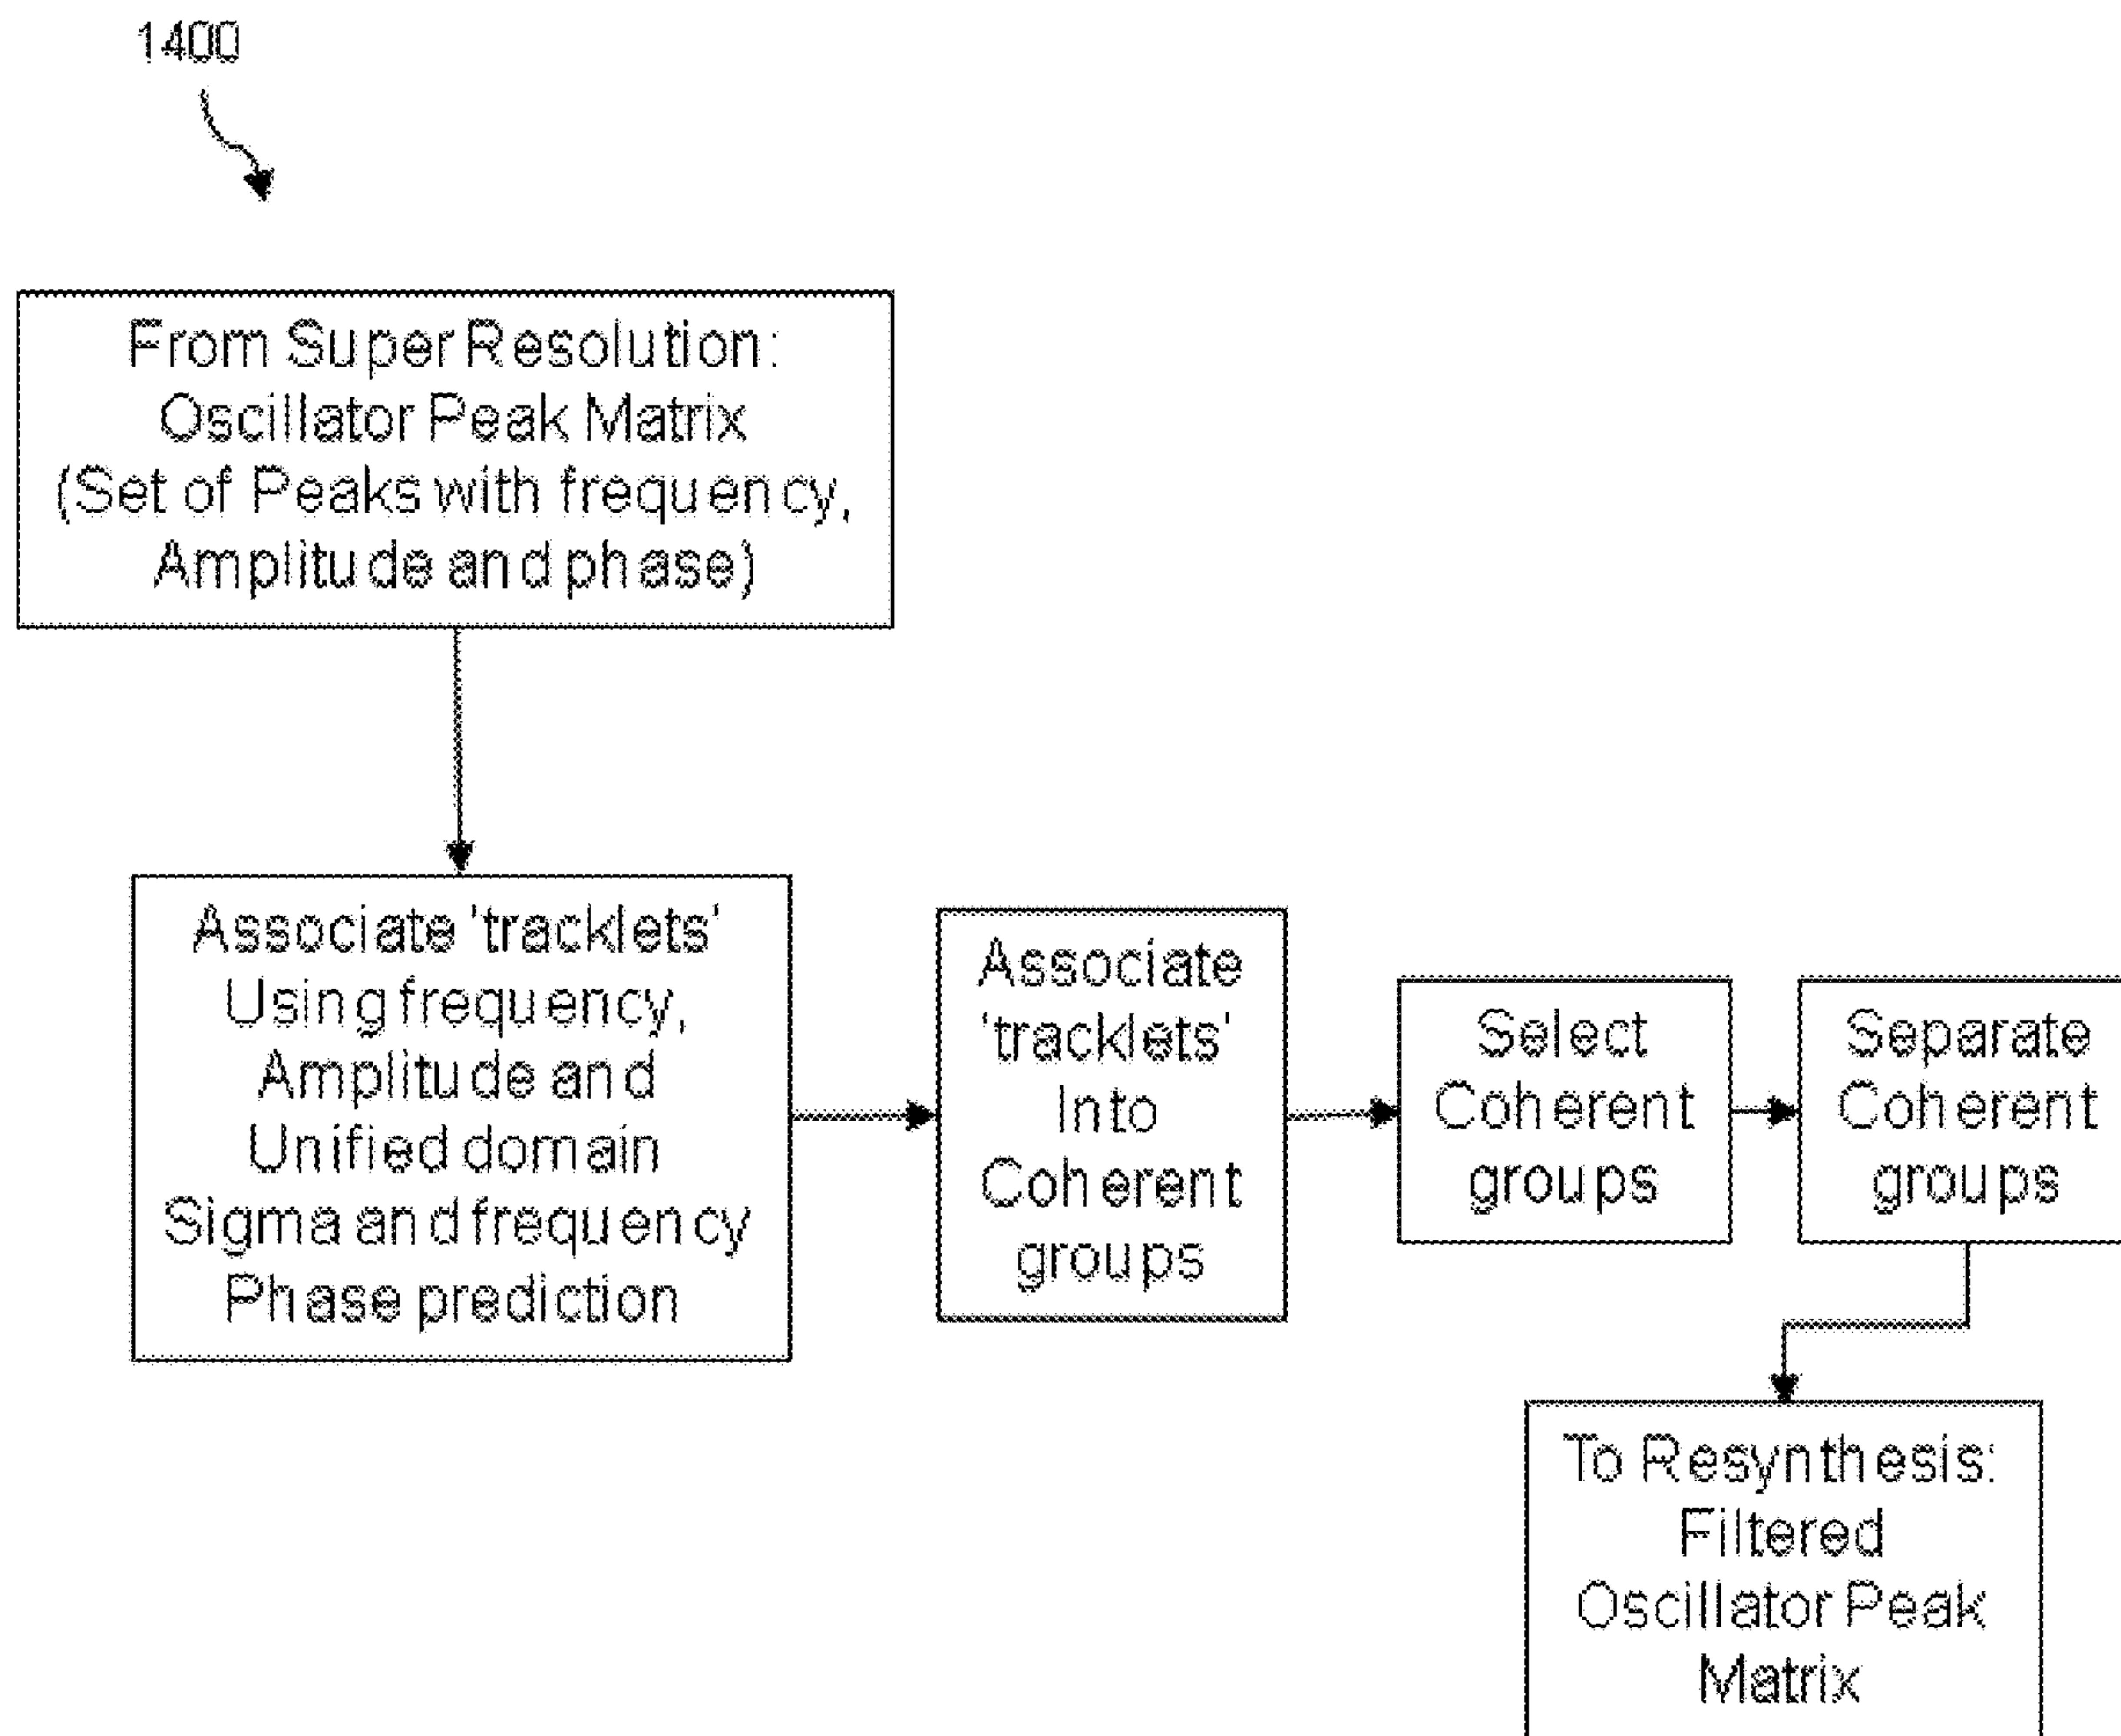 1400
From Super Resolution:
Oscillator Peak Matrix
(Set of Peaks with frequency,
Amplitude and phase)
Associate 'tracklets'
Using frequency,
Amplitude and
Unified domain
Sigma and frequency
Phase prediction
Associate
'tracklets'
Into
Coherent
groups
Select
Coherent
groups
Separate
Coherent
groups
To Resynthesis:
Filtered
Oscillator Peak
Matrix